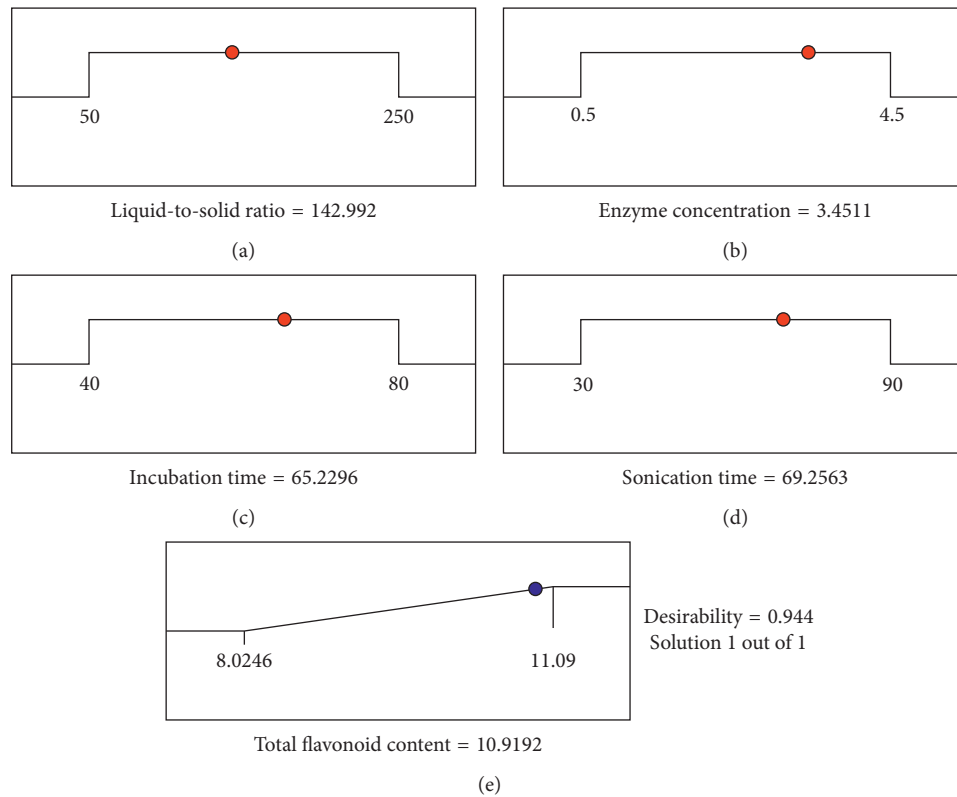 50
250
Liquid-to-solid ratio = 142.992
(a)
0.5
4.5
Enzyme concentration = 3.4511
(b)
40
80
Incubation time = 65.2296
(c)
30
90
Sonication time = 69.2563
(d)
8.0246
11.09
Desirability = 0.944
Solution 1 out of 1
Total flavonoid content = 10.9192
(e)